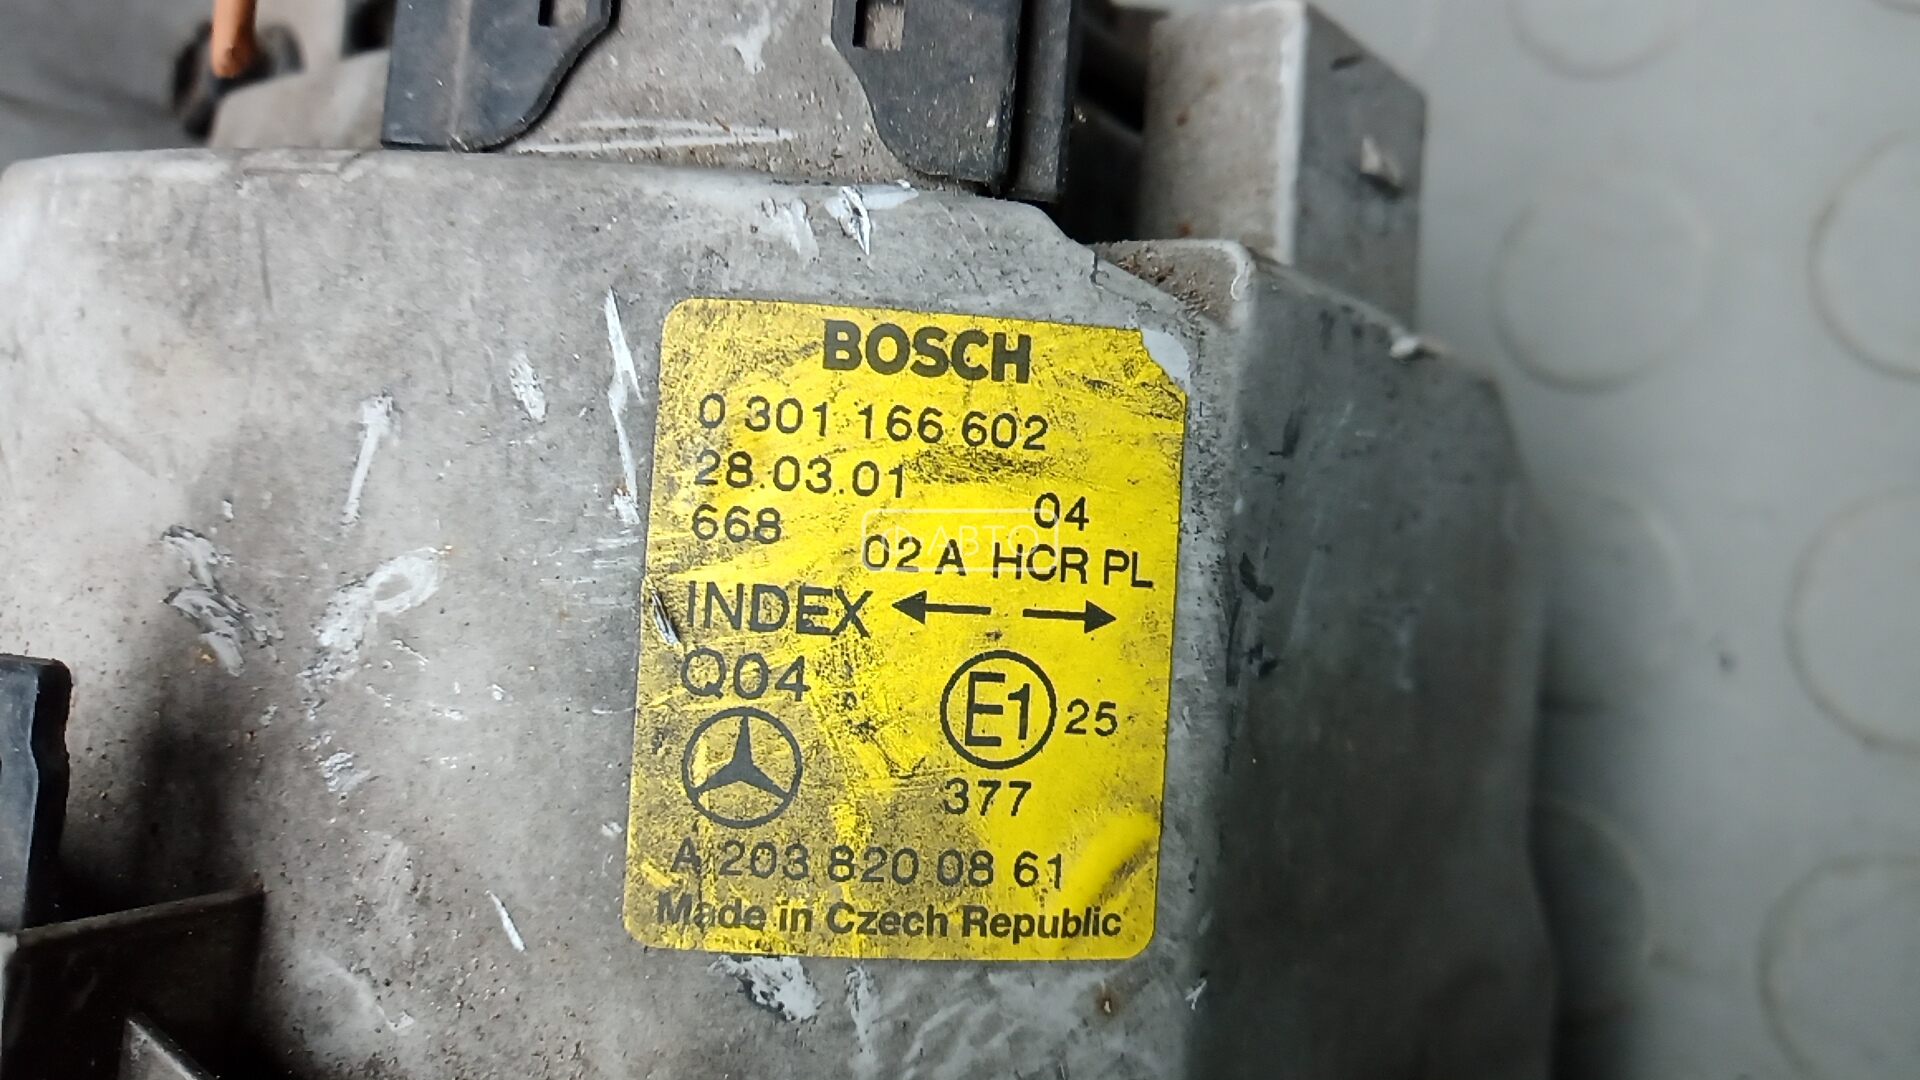 BOSCH
0 301 166 602
28.03.01
668
04
02 A HCR PL
INDEX
Q04
E1 25
377
A 203 820 08 61
Made in Czech Republic
АВТО